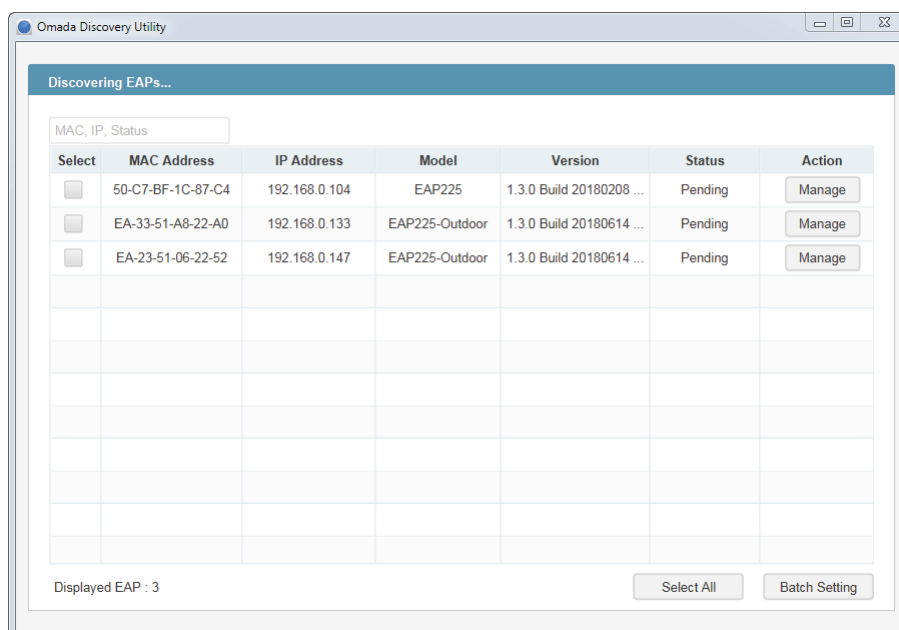 Omada Discovery Utility
Discovering EAPs...
MAC, IP, Status
Select MAC Address IP Address Model Version Status Action
50-C7-BF-1C-87-C4 192.168.0.104 EAP225 1.3.0 Build 20180208 ... Pending Manage
EA-33-51-A8-22-A0 192.168.0.133 EAP225-Outdoor 1.3.0 Build 20180614 ... Pending Manage
EA-23-51-06-22-52 192.168.0.147 EAP225-Outdoor 1.3.0 Build 20180614 ... Pending Manage
Displayed EAP : 3 Select All Batch Setting